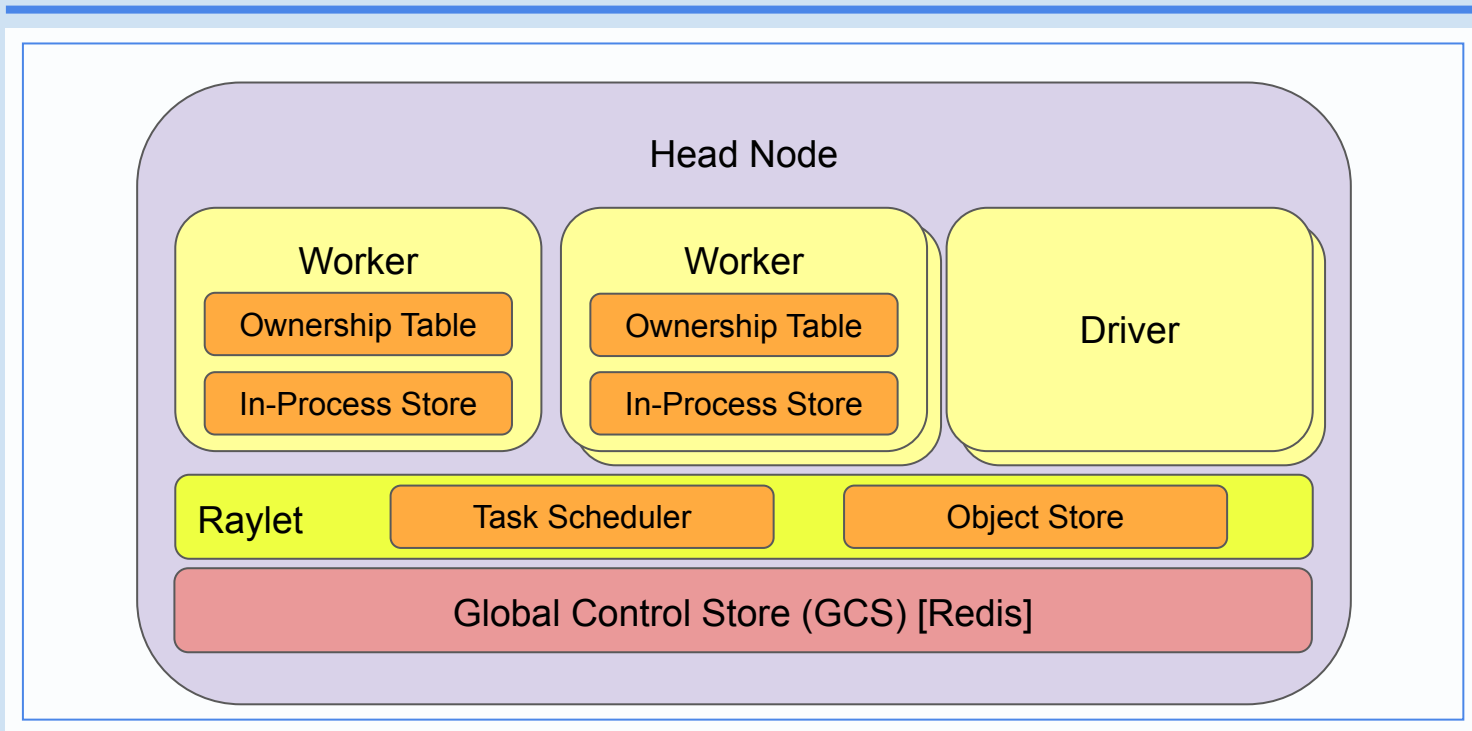 Head Node
Worker
Ownership Table
In-Process Store
Worker
Ownership Table
In-Process Store
Driver
Raylet
Task Scheduler
Object Store
Global Control Store (GCS) [Redis]